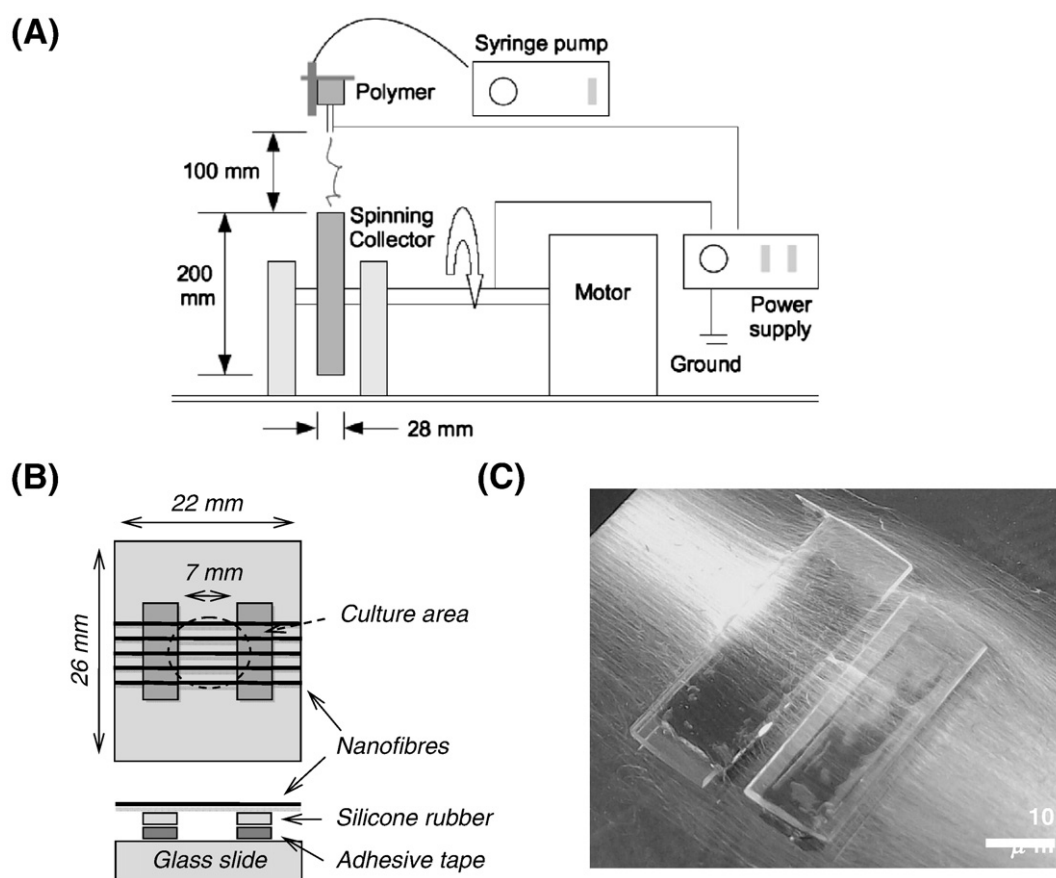 (A)
Syringe pump
Polymer
100 mm
Spinning
Collector
200
mm
Motor
Power
supply
Ground
28 mm
(B)
22 mm
7 mm
26 mm
Culture area
Nanofibres
Silicone rubber
Adhesive tape
Glass slide
(C)
10
μm